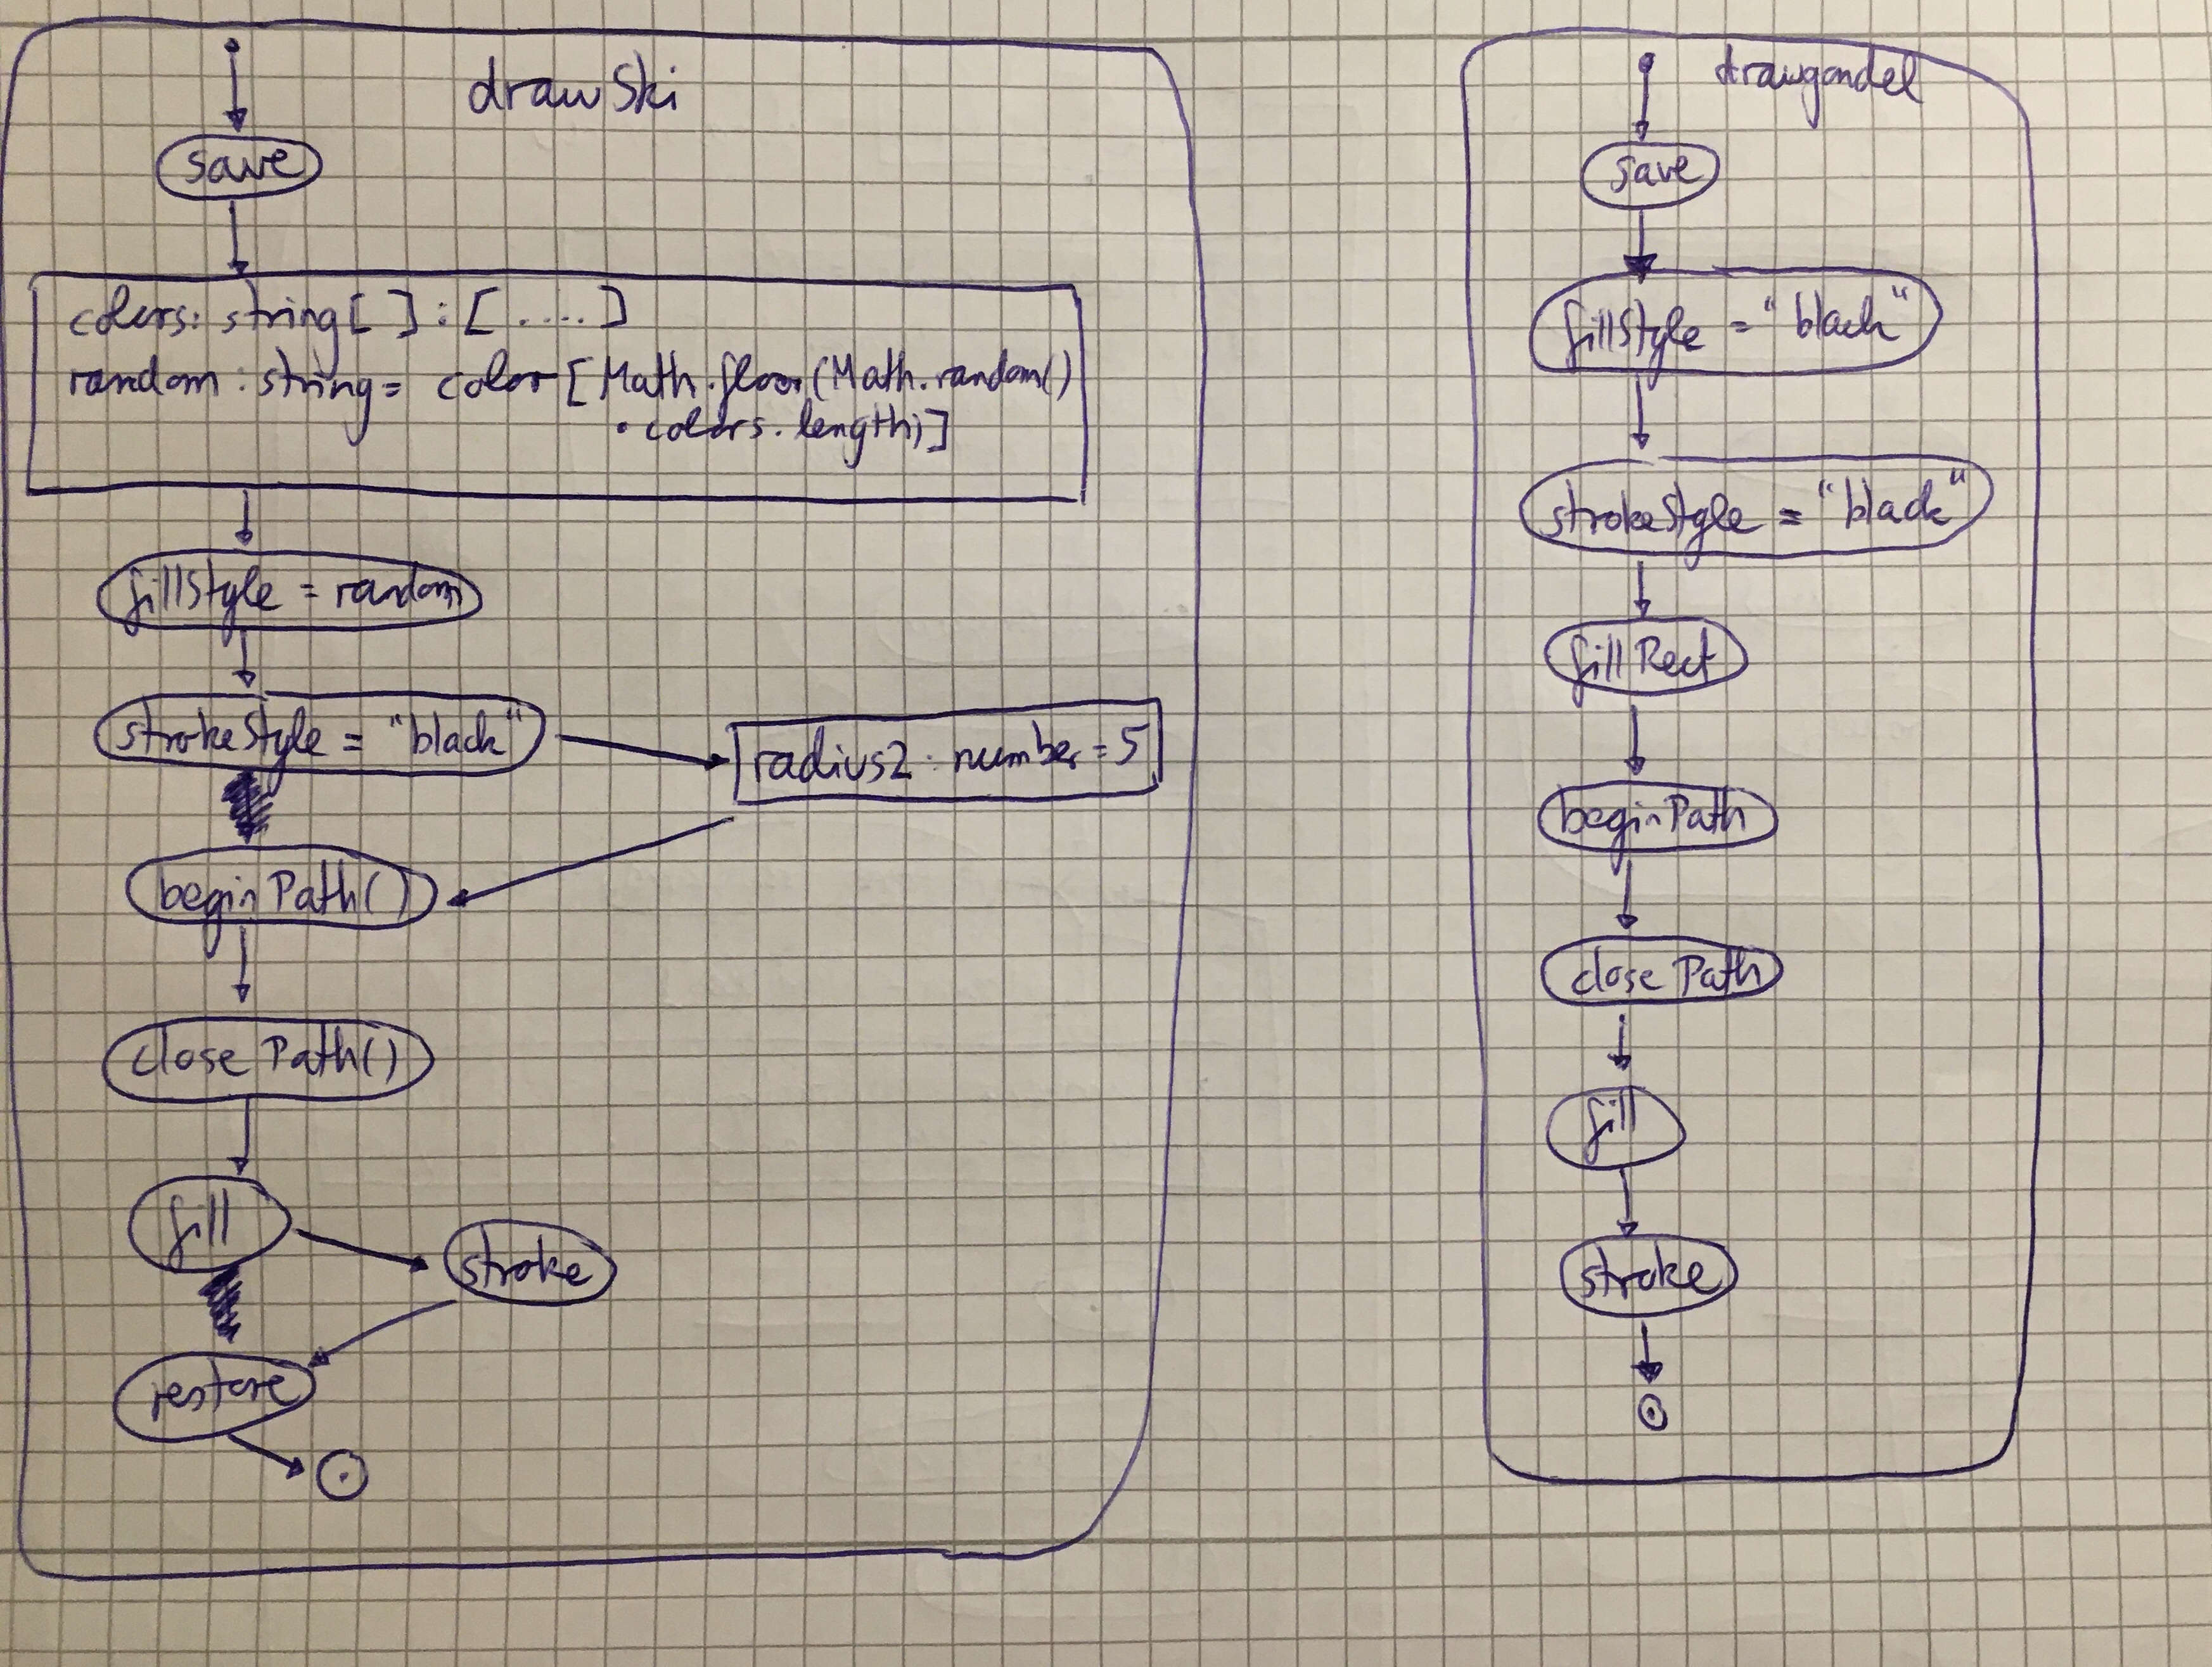 drawSki
save
colors: string[ ] : [ .... ]
random : string = color [Math.floor(Math.random()
• colors.length)]
fillStyle = random
strokeStyle = "black"
radius2 : number = 5
beginPath()
closePath()
fill
stroke
restore
drawgondel
save
fillStyle = "black"
strokeStyle = "black"
fillRect
beginPath
closePath
fill
stroke